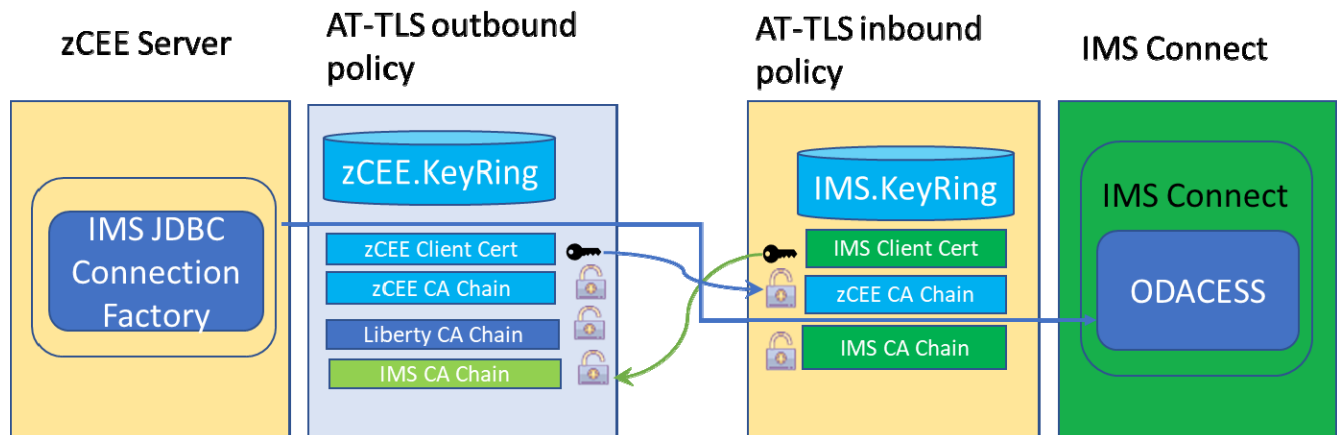 zCEE Server
AT-TLS outbound
policy
AT-TLS inbound
policy
IMS Connect
IMS JDBC
Connection
Factory
zCEE.KeyRing
zCEE Client Cert
zCEE CA Chain
Liberty CA Chain
IMS CA Chain
IMS.KeyRing
IMS Client Cert
zCEE CA Chain
IMS CA Chain
IMS Connect
ODACESS